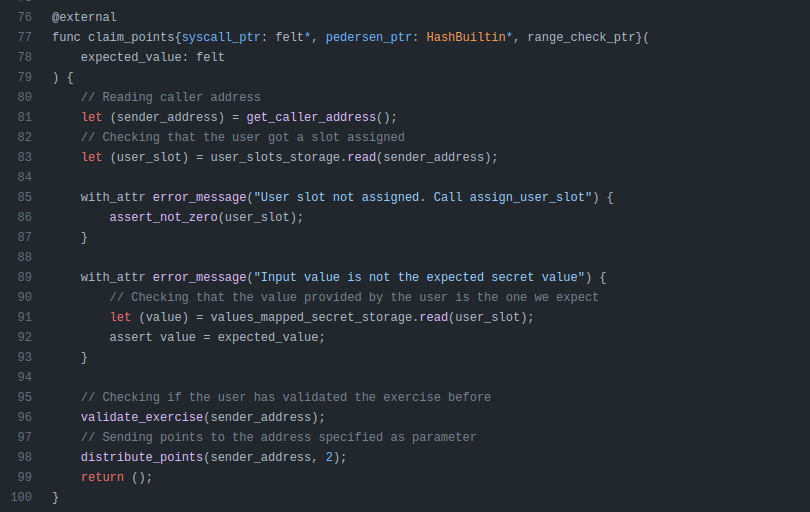 76 @external
77 func claim_points{syscall_ptr: felt*, pedersen_ptr: HashBuiltin*, range_check_ptr}(
78     expected_value: felt
79 ) {
80     // Reading caller address
81     let (sender_address) = get_caller_address();
82     // Checking that the user got a slot assigned
83     let (user_slot) = user_slots_storage.read(sender_address);
84
85     with_attr error_message("User slot not assigned. Call assign_user_slot") {
86         assert_not_zero(user_slot);
87     }
88
89     with_attr error_message("Input value is not the expected secret value") {
90         // Checking that the value provided by the user is the one we expect
91         let (value) = values_mapped_secret_storage.read(user_slot);
92         assert value = expected_value;
93     }
94
95     // Checking if the user has validated the exercise before
96     validate_exercise(sender_address);
97     // Sending points to the address specified as parameter
98     distribute_points(sender_address, 2);
99     return ();
100 }